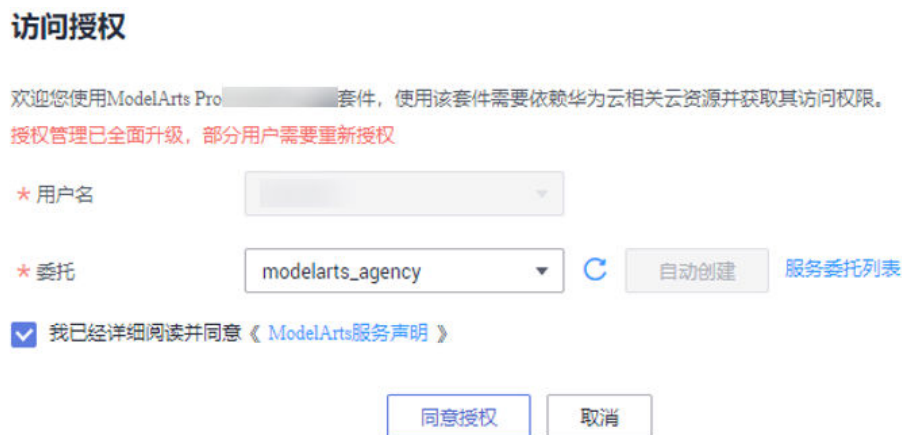 访问授权
欢迎您使用ModelArts Pro 套件，使用该套件需要依赖华为云相关云资源并获取其访问权限。
授权管理已全面升级，部分用户需要重新授权
* 用户名
* 委托 modelarts_agency 自动创建 服务委托列表
我已经详细阅读并同意《 ModelArts服务声明 》
同意授权 取消